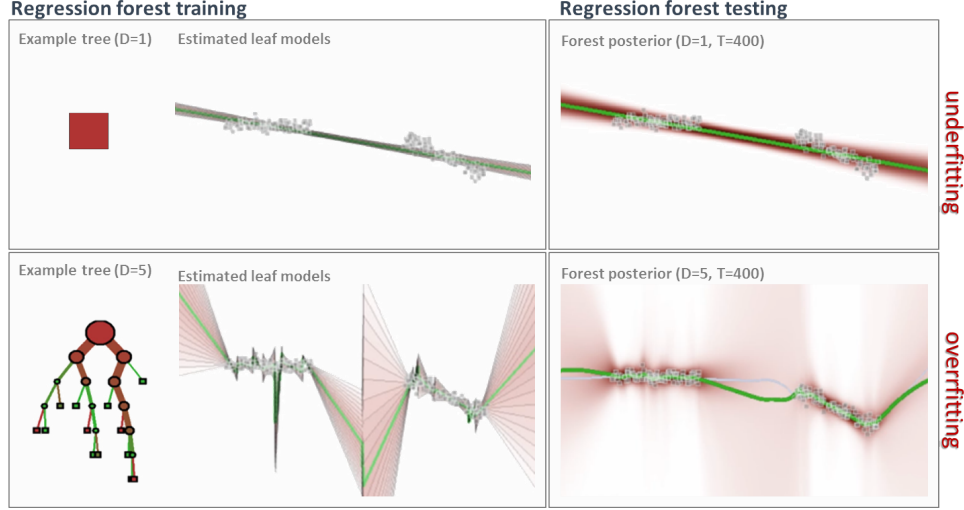 Regression forest training
Regression forest testing
Example tree (D=1)
Estimated leaf models
Forest posterior (D=1, T=400)
underfitting
Example tree (D=5)
Estimated leaf models
Forest posterior (D=5, T=400)
overrfitting